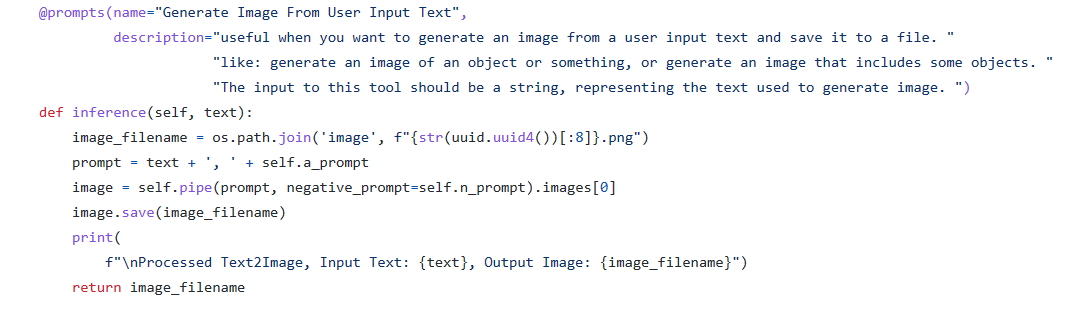 @prompts(name="Generate Image From User Input Text",
         description="useful when you want to generate an image from a user input text and save it to a file. "
                     "like: generate an image of an object or something, or generate an image that includes some objects. "
                     "The input to this tool should be a string, representing the text used to generate image. ")
def inference(self, text):
    image_filename = os.path.join('image', f"{str(uuid.uuid4())[:8]}.png")
    prompt = text + ', ' + self.a_prompt
    image = self.pipe(prompt, negative_prompt=self.n_prompt).images[0]
    image.save(image_filename)
    print(
        f"\nProcessed Text2Image, Input Text: {text}, Output Image: {image_filename}")
    return image_filename